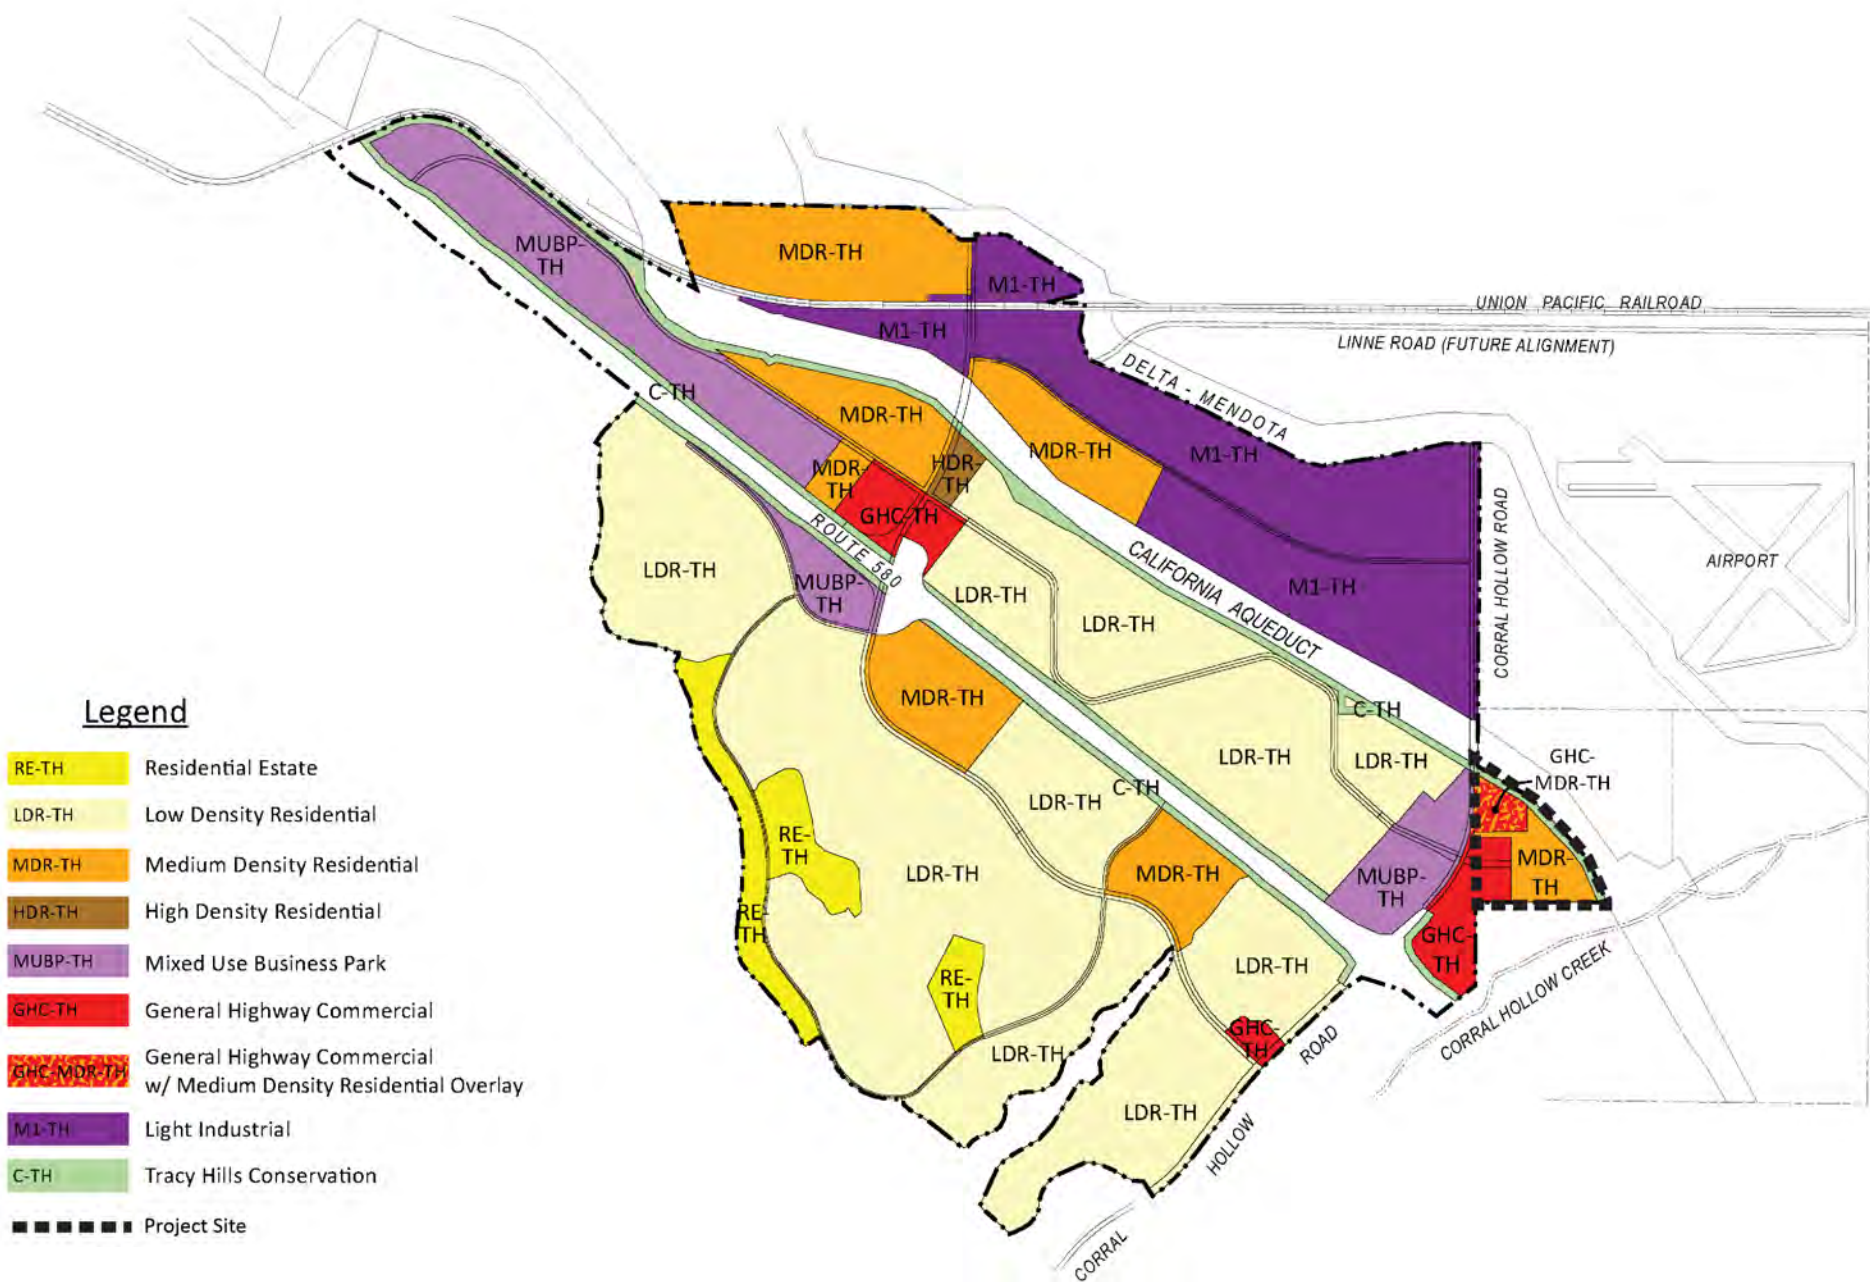 MUBP-
TH
MDR-TH
M1-TH
UNION PACIFIC RAILROAD
M1-TH
LINNE ROAD (FUTURE ALIGNMENT)
DELTA - MENDOTA
C-TH
MDR-TH
MDR-TH
M1-TH
MDR-
TH
HDR-
TH
GHC-TH
ROUTE 580
CORRAL HOLLOW ROAD
AIRPORT
LDR-TH
MUBP-
TH
LDR-TH
CALIFORNIA AQUEDUCT
M1-TH
LDR-TH
MDR-TH
C-TH
LDR-TH
LDR-TH
GHC-
MDR-TH
LDR-TH
C-TH
RE-
TH
LDR-TH
MDR-TH
MUBP-
TH
MDR-
TH
RE-
TH
GHC-
TH
RE-
TH
LDR-TH
CORRAL HOLLOW CREEK
LDR-TH
GHC-
TH
LDR-TH
CORRAL
HOLLOW
ROAD
Legend
RE-TH Residential Estate
LDR-TH Low Density Residential
MDR-TH Medium Density Residential
HDR-TH High Density Residential
MUBP-TH Mixed Use Business Park
GHC-TH General Highway Commercial
GHC-MDR-TH General Highway Commercial
w/ Medium Density Residential Overlay
M1-TH Light Industrial
C-TH Tracy Hills Conservation
Project Site